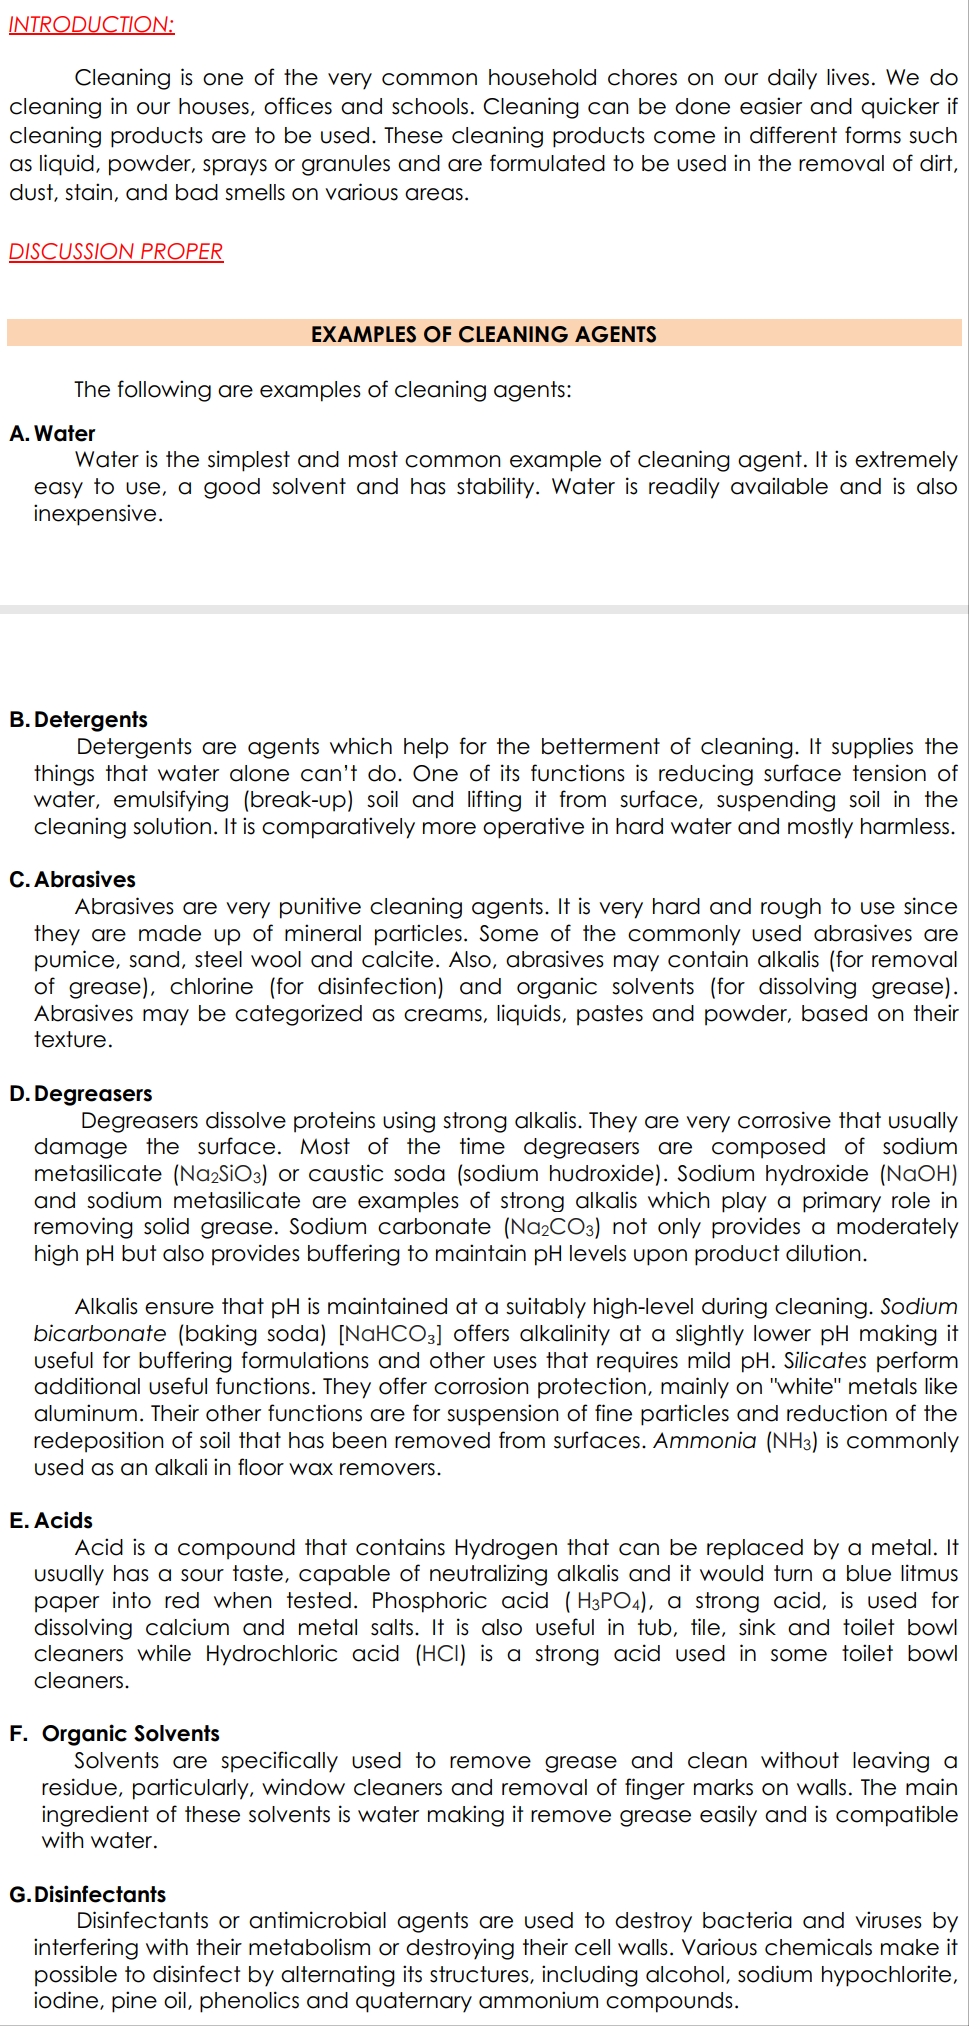 INTRODUCTION:
Cleaning is one of the very common household chores on our daily lives. We do
cleaning in our houses, offices and schools. Cleaning can be done easier and quicker if
cleaning products are to be used. These cleaning products come in different forms such
as liquid, powder, sprays or granules and are formulated to be used in the removal of dirt,
dust, stain, and bad smells on various areas.
DISCUSSION PROPER
EXAMPLES OF CLEANING AGENTS
The following are examples of cleaning agents:
A. Water
Water is the simplest and most common example of cleaning agent. It is extremely
easy to use, a good solvent and has stability. Water is readily available and is also
inexpensive.
B. Detergents
Detergents are agents which help for the betterment of cleaning. It supplies the
things that water alone can't do. One of its functions is reducing surface tension of
water, emulsifying (break-up) soil and lifting it from surface, suspending soil in the
cleaning solution. It is comparatively more operative in hard water and mostly harmless.
C. Abrasives
Abrasives are very punitive cleaning agents. It is very hard and rough to use since
they are made up of mineral particles. Some of the commonly used abrasives are
pumice, sand, steel wool and calcite. Also, abrasives may contain alkalis (for removal
of grease), chlorine (for disinfection) and organic solvents (for dissolving grease).
Abrasives may be categorized as creams, liquids, pastes and powder, based on their
texture.
D. Degreasers
Degreasers dissolve proteins using strong alkalis. They are very corrosive that usually
damage the surface. Most of the time degreasers are composed of sodium
metasilicate (Na₂SiO₃) or caustic soda (sodium hudroxide). Sodium hydroxide (NaOH)
and sodium metasilicate are examples of strong alkalis which play a primary role in
removing solid grease. Sodium carbonate (Na₂CO₃) not only provides a moderately
high pH but also provides buffering to maintain pH levels upon product dilution.
Alkalis ensure that pH is maintained at a suitably high-level during cleaning. Sodium
bicarbonate (baking soda) [NaHCO₃] offers alkalinity at a slightly lower pH making it
useful for buffering formulations and other uses that requires mild pH. Silicates perform
additional useful functions. They offer corrosion protection, mainly on "white" metals like
aluminum. Their other functions are for suspension of fine particles and reduction of the
redeposition of soil that has been removed from surfaces. Ammonia (NH₃) is commonly
used as an alkali in floor wax removers.
E. Acids
Acid is a compound that contains Hydrogen that can be replaced by a metal. It
usually has a sour taste, capable of neutralizing alkalis and it would turn a blue litmus
paper into red when tested. Phosphoric acid ( H₃PO₄), a strong acid, is used for
dissolving calcium and metal salts. It is also useful in tub, tile, sink and toilet bowl
cleaners while Hydrochloric acid (HCl) is a strong acid used in some toilet bowl
cleaners.
F. Organic Solvents
Solvents are specifically used to remove grease and clean without leaving a
residue, particularly, window cleaners and removal of finger marks on walls. The main
ingredient of these solvents is water making it remove grease easily and is compatible
with water.
G. Disinfectants
Disinfectants or antimicrobial agents are used to destroy bacteria and viruses by
interfering with their metabolism or destroying their cell walls. Various chemicals make it
possible to disinfect by alternating its structures, including alcohol, sodium hypochlorite,
iodine, pine oil, phenolics and quaternary ammonium compounds.